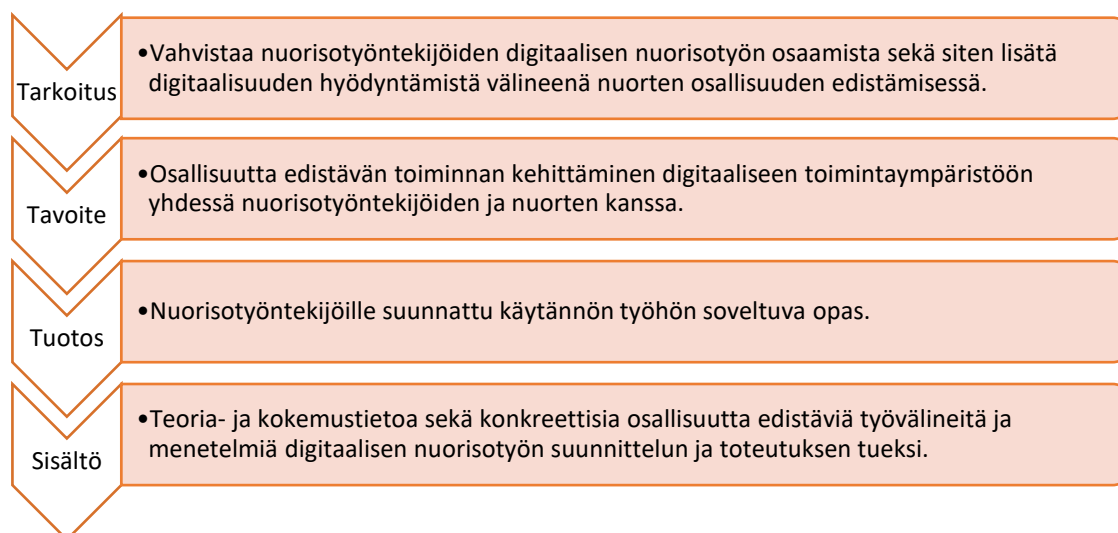 Tarkoitus
•Vahvistaa nuorisotyöntekijöiden digitaalisen nuorisotyön osaamista sekä siten lisätä
digitaalisuuden hyödyntämistä välineenä nuorten osallisuuden edistämisessä.
Tavoite
•Osallisuutta edistävän toiminnan kehittäminen digitaaliseen toimintaympäristöön
yhdessä nuorisotyöntekijöiden ja nuorten kanssa.
Tuotos
•Nuorisotyöntekijöille suunnattu käytännön työhön soveltuva opas.
Sisältö
•Teoria- ja kokemustietoa sekä konkreettisia osallisuutta edistäviä työvälineitä ja
menetelmiä digitaalisen nuorisotyön suunnittelun ja toteutuksen tueksi.